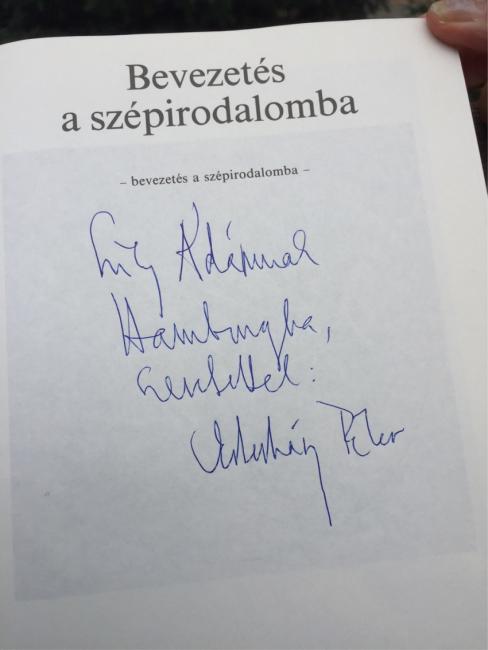 Bevezetés
a szépirodalomba
– bevezetés a szépirodalomba –
Ádámnak
Hamburgba,
szeretettel:
Esterházy Péter